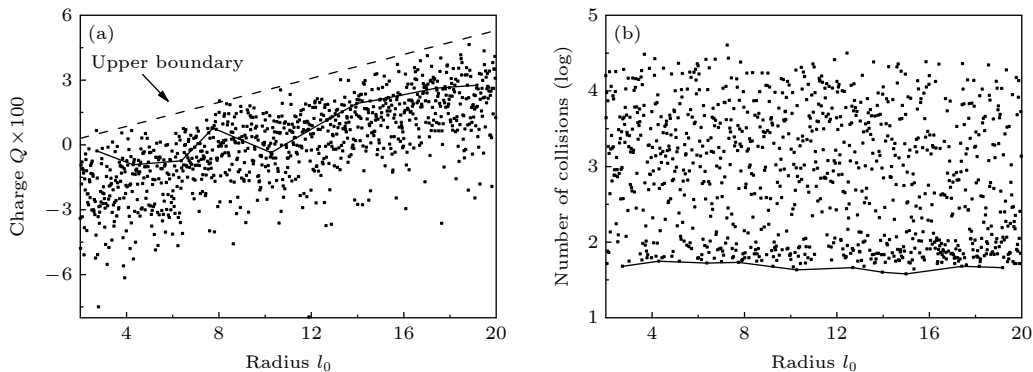 (a)
Upper boundary
6
3
0
−3
−6
4
8
12
16
20
Charge Q×100
Radius l₀
(b)
5
4
3
2
1
4
8
12
16
20
Number of collisions (log)
Radius l₀